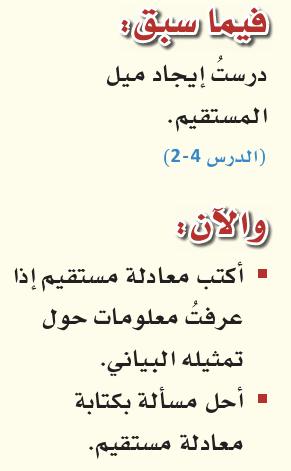 فيما سبق:
درستُ إيجاد ميل
المستقيم.
(الدرس 4-2)
والآن:
▪ أكتب معادلة مستقيم إذا
عرفتُ معلومات حول
تمثيله البياني.
▪ أحل مسألة بكتابة
معادلة مستقيم.